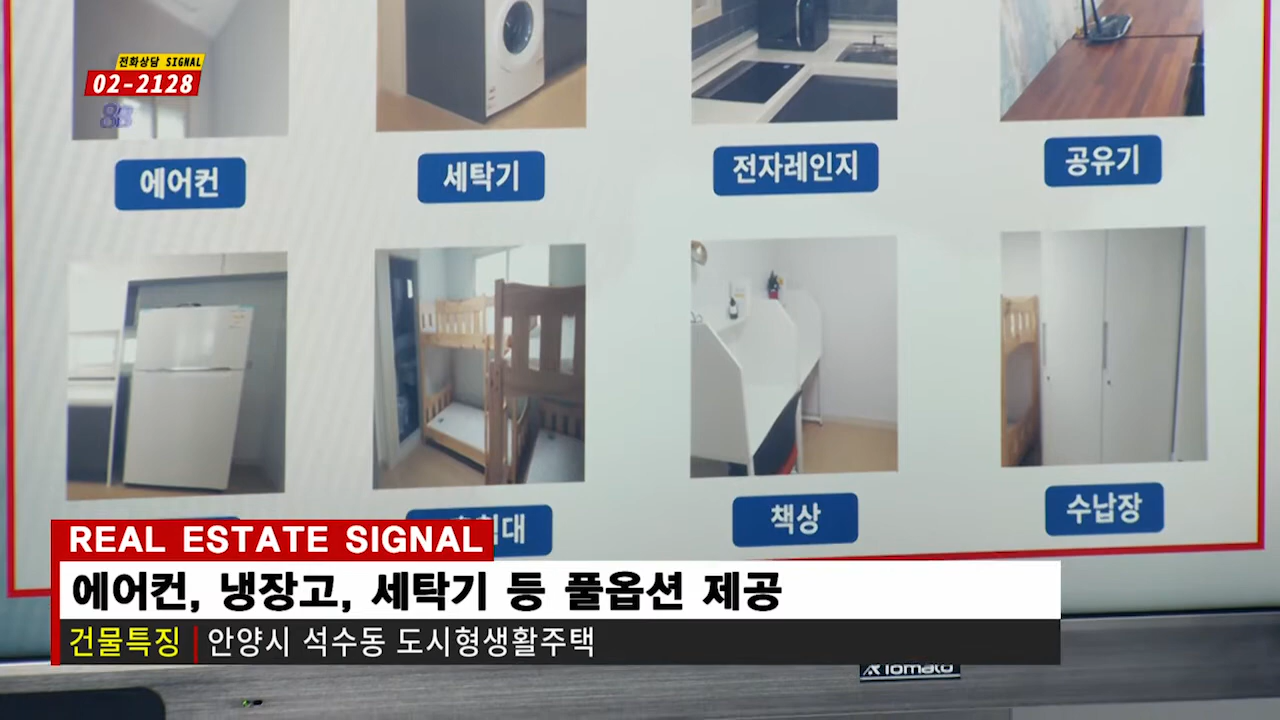 전화상담 SIGNAL
02-2128
에어컨
세탁기
전자레인지
공유기
책상
수납장
REAL ESTATE SIGNAL
에어컨, 냉장고, 세탁기 등 풀옵션 제공
건물특징 | 안양시 석수동 도시형생활주택
Tomato